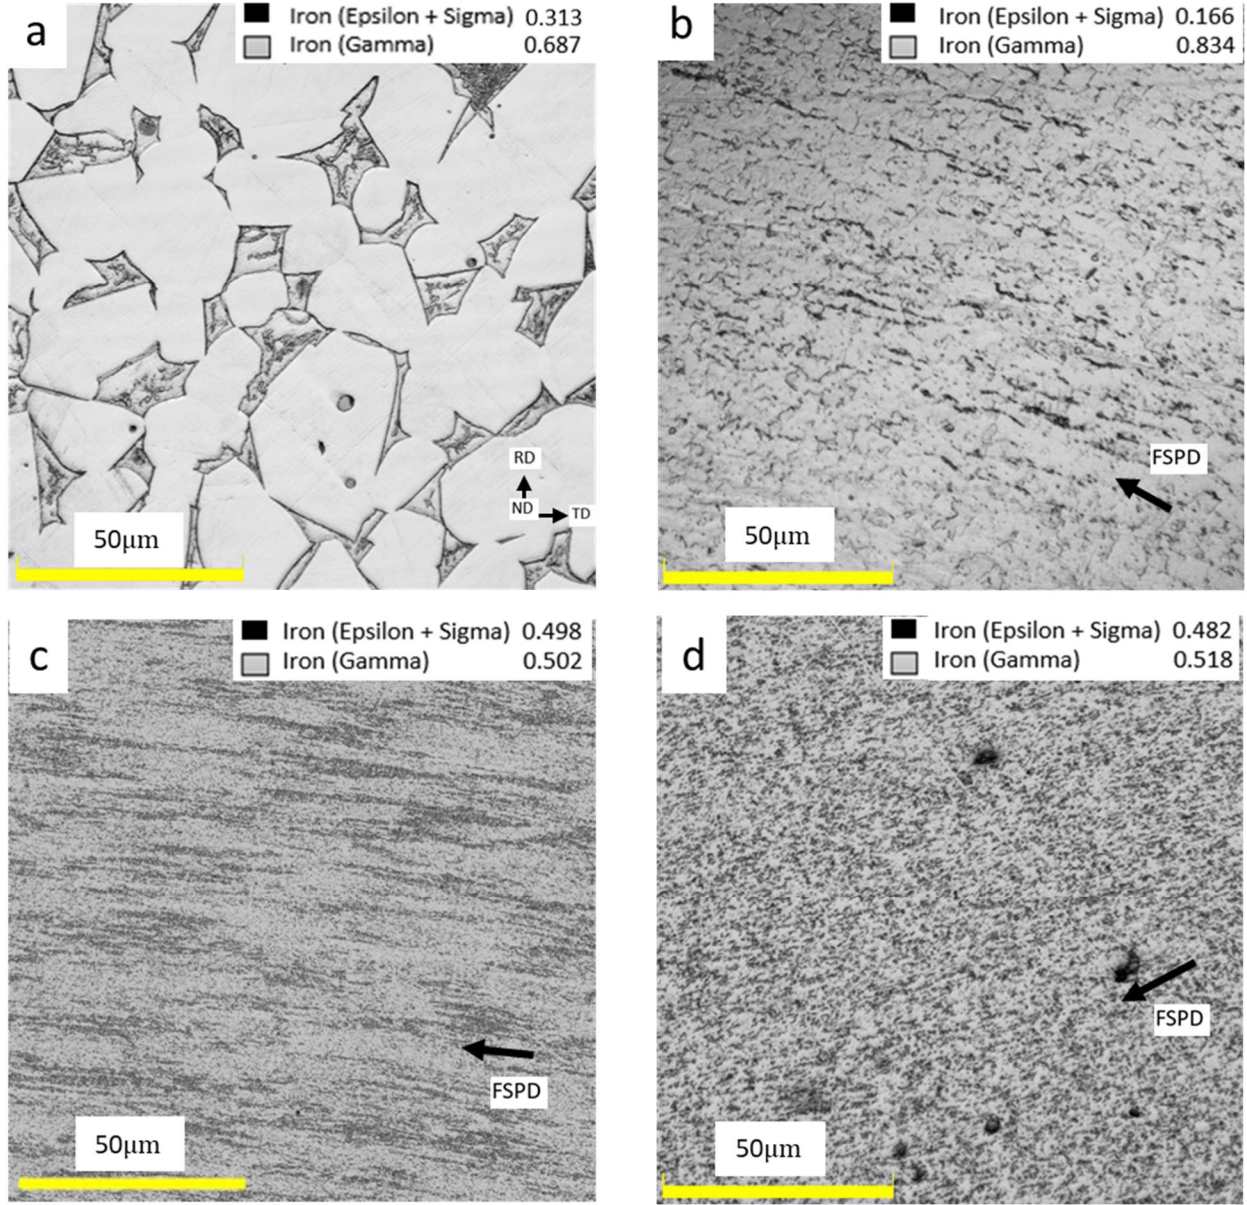 a
Iron (Epsilon + Sigma) 0.313
Iron (Gamma) 0.687
RD
ND
TD
50μm
b
Iron (Epsilon + Sigma) 0.166
Iron (Gamma) 0.834
FSPD
50μm
c
Iron (Epsilon + Sigma) 0.498
Iron (Gamma) 0.502
FSPD
50μm
d
Iron (Epsilon + Sigma) 0.482
Iron (Gamma) 0.518
FSPD
50μm